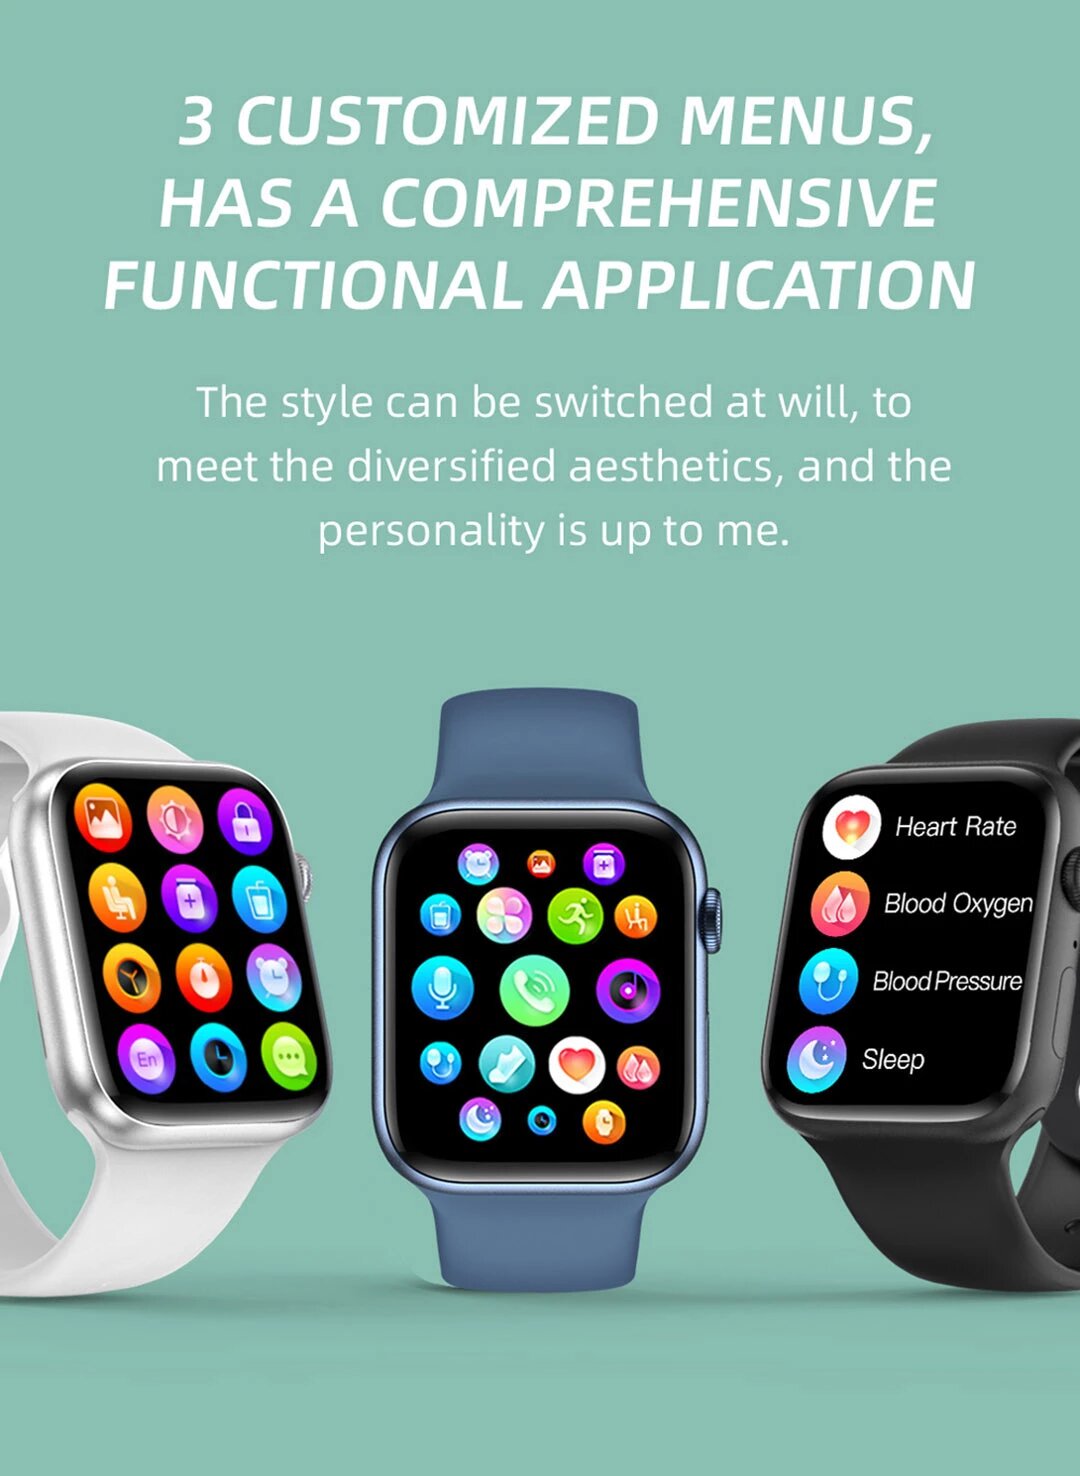 3 CUSTOMIZED MENUS,
HAS A COMPREHENSIVE
FUNCTIONAL APPLICATION
The style can be switched at will, to
meet the diversified aesthetics, and the
personality is up to me.
En
Heart Rate
Blood Oxygen
Blood Pressure
Sleep